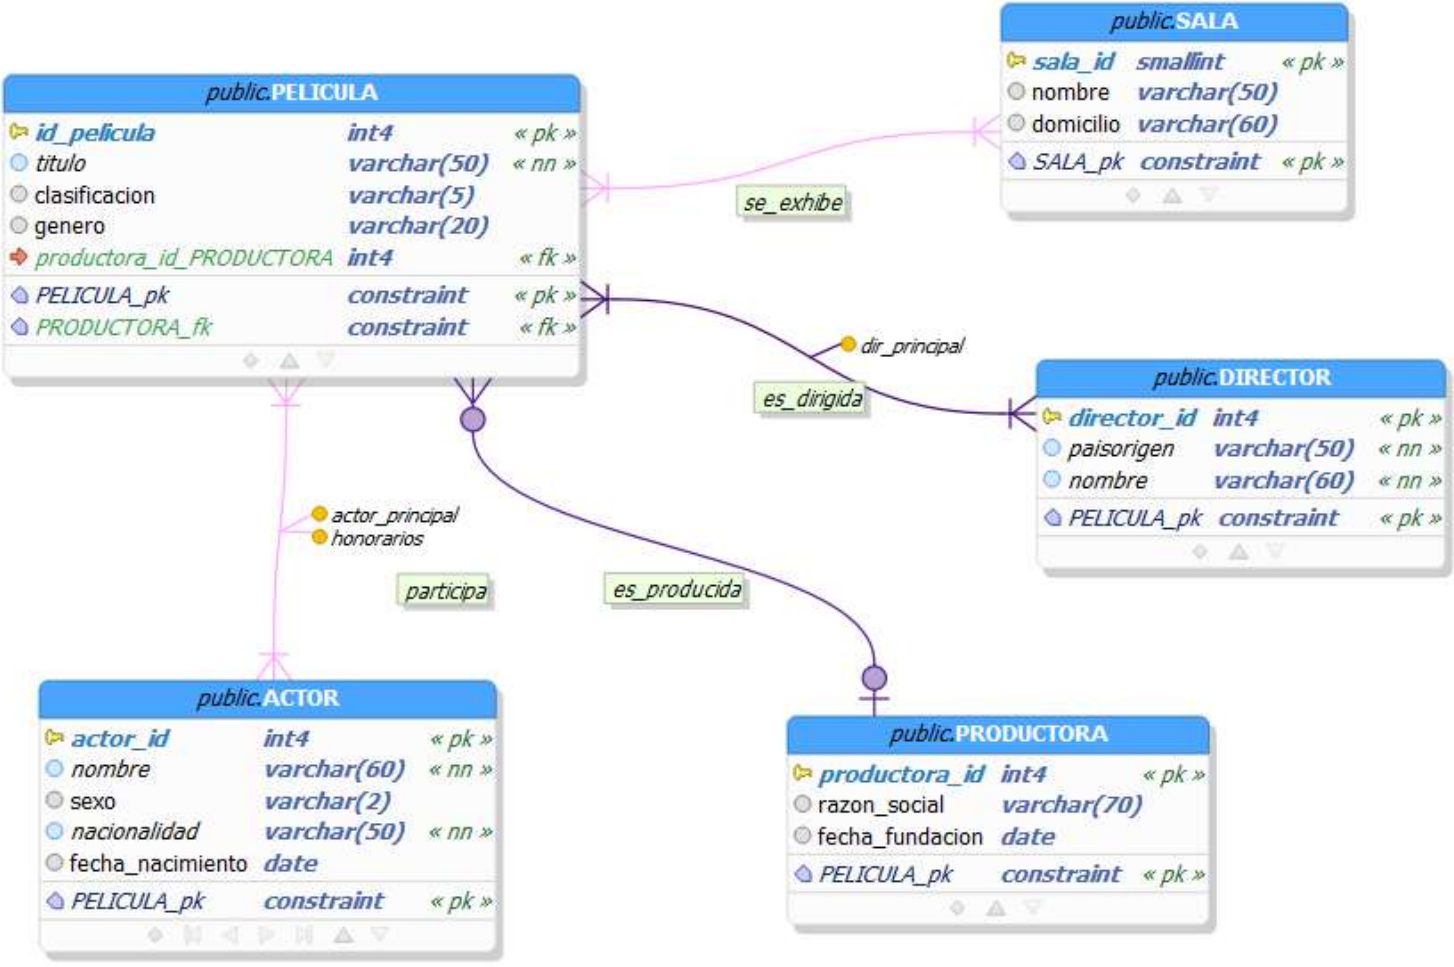 public.PELICULA
id_pelicula int4 « pk »
titulo varchar(50) « nn »
clasificacion varchar(5)
genero varchar(20)
productora_id_PRODUCTORA int4 « fk »
PELICULA_pk constraint « pk »
PRODUCTORA_fk constraint « fk »
public.SALA
sala_id smallint « pk »
nombre varchar(50)
domicilio varchar(60)
SALA_pk constraint « pk »
se_exhibe
dir_principal
es_dirigida
public.DIRECTOR
director_id int4 « pk »
paisorigen varchar(50) « nn »
nombre varchar(60) « nn »
PELICULA_pk constraint « pk »
actor_principal
honorarios
participa
es_producida
public.ACTOR
actor_id int4 « pk »
nombre varchar(60) « nn »
sexo varchar(2)
nacionalidad varchar(50) « nn »
fecha_nacimiento date
PELICULA_pk constraint « pk »
public.PRODUCTORA
productora_id int4 « pk »
razon_social varchar(70)
fecha_fundacion date
PELICULA_pk constraint « pk »